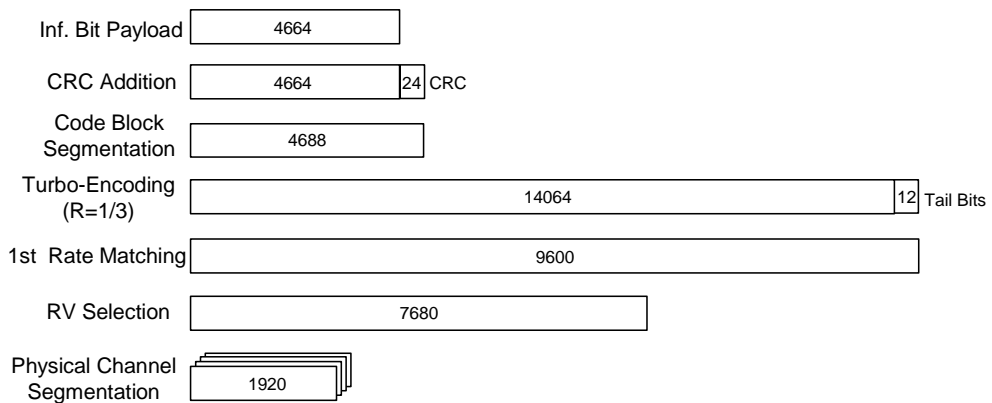 Inf. Bit Payload 4664
CRC Addition 4664 24 CRC
Code Block
Segmentation 4688
Turbo-Encoding
(R=1/3) 14064 12 Tail Bits
1st Rate Matching 9600
RV Selection 7680
Physical Channel
Segmentation 1920